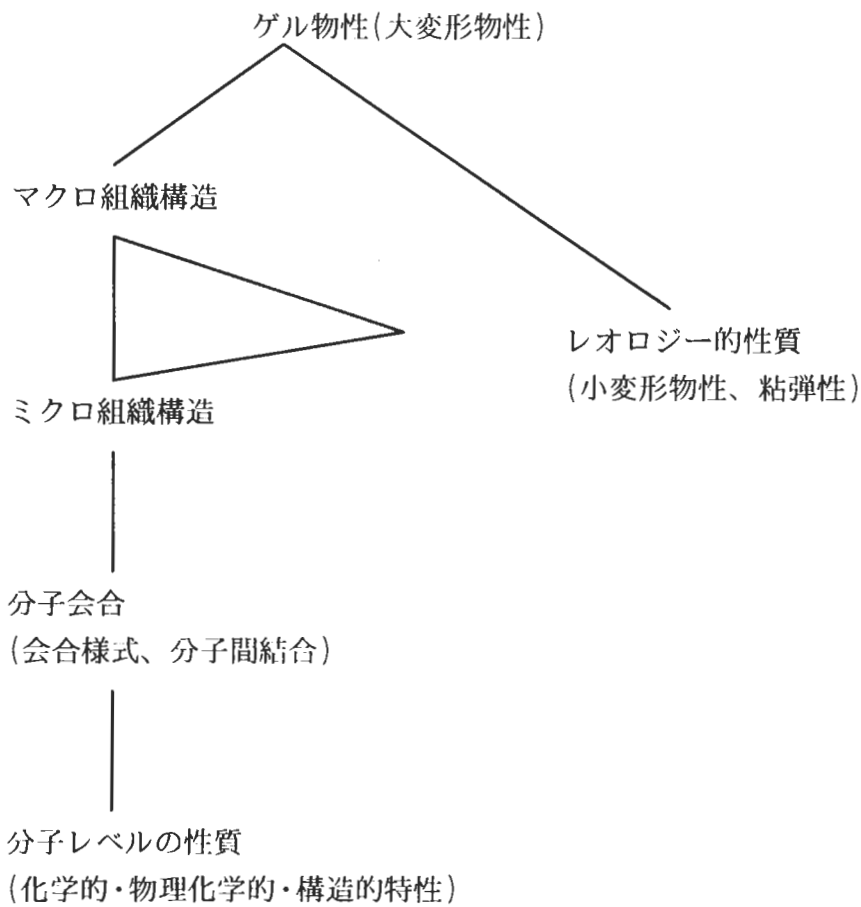 ゲル物性(大変形物性)
マクロ組織構造
レオロジー的性質
(小変形物性、粘弾性)
ミクロ組織構造
分子会合
(会合様式、分子間結合)
分子レベルの性質
(化学的・物理化学的・構造的特性)